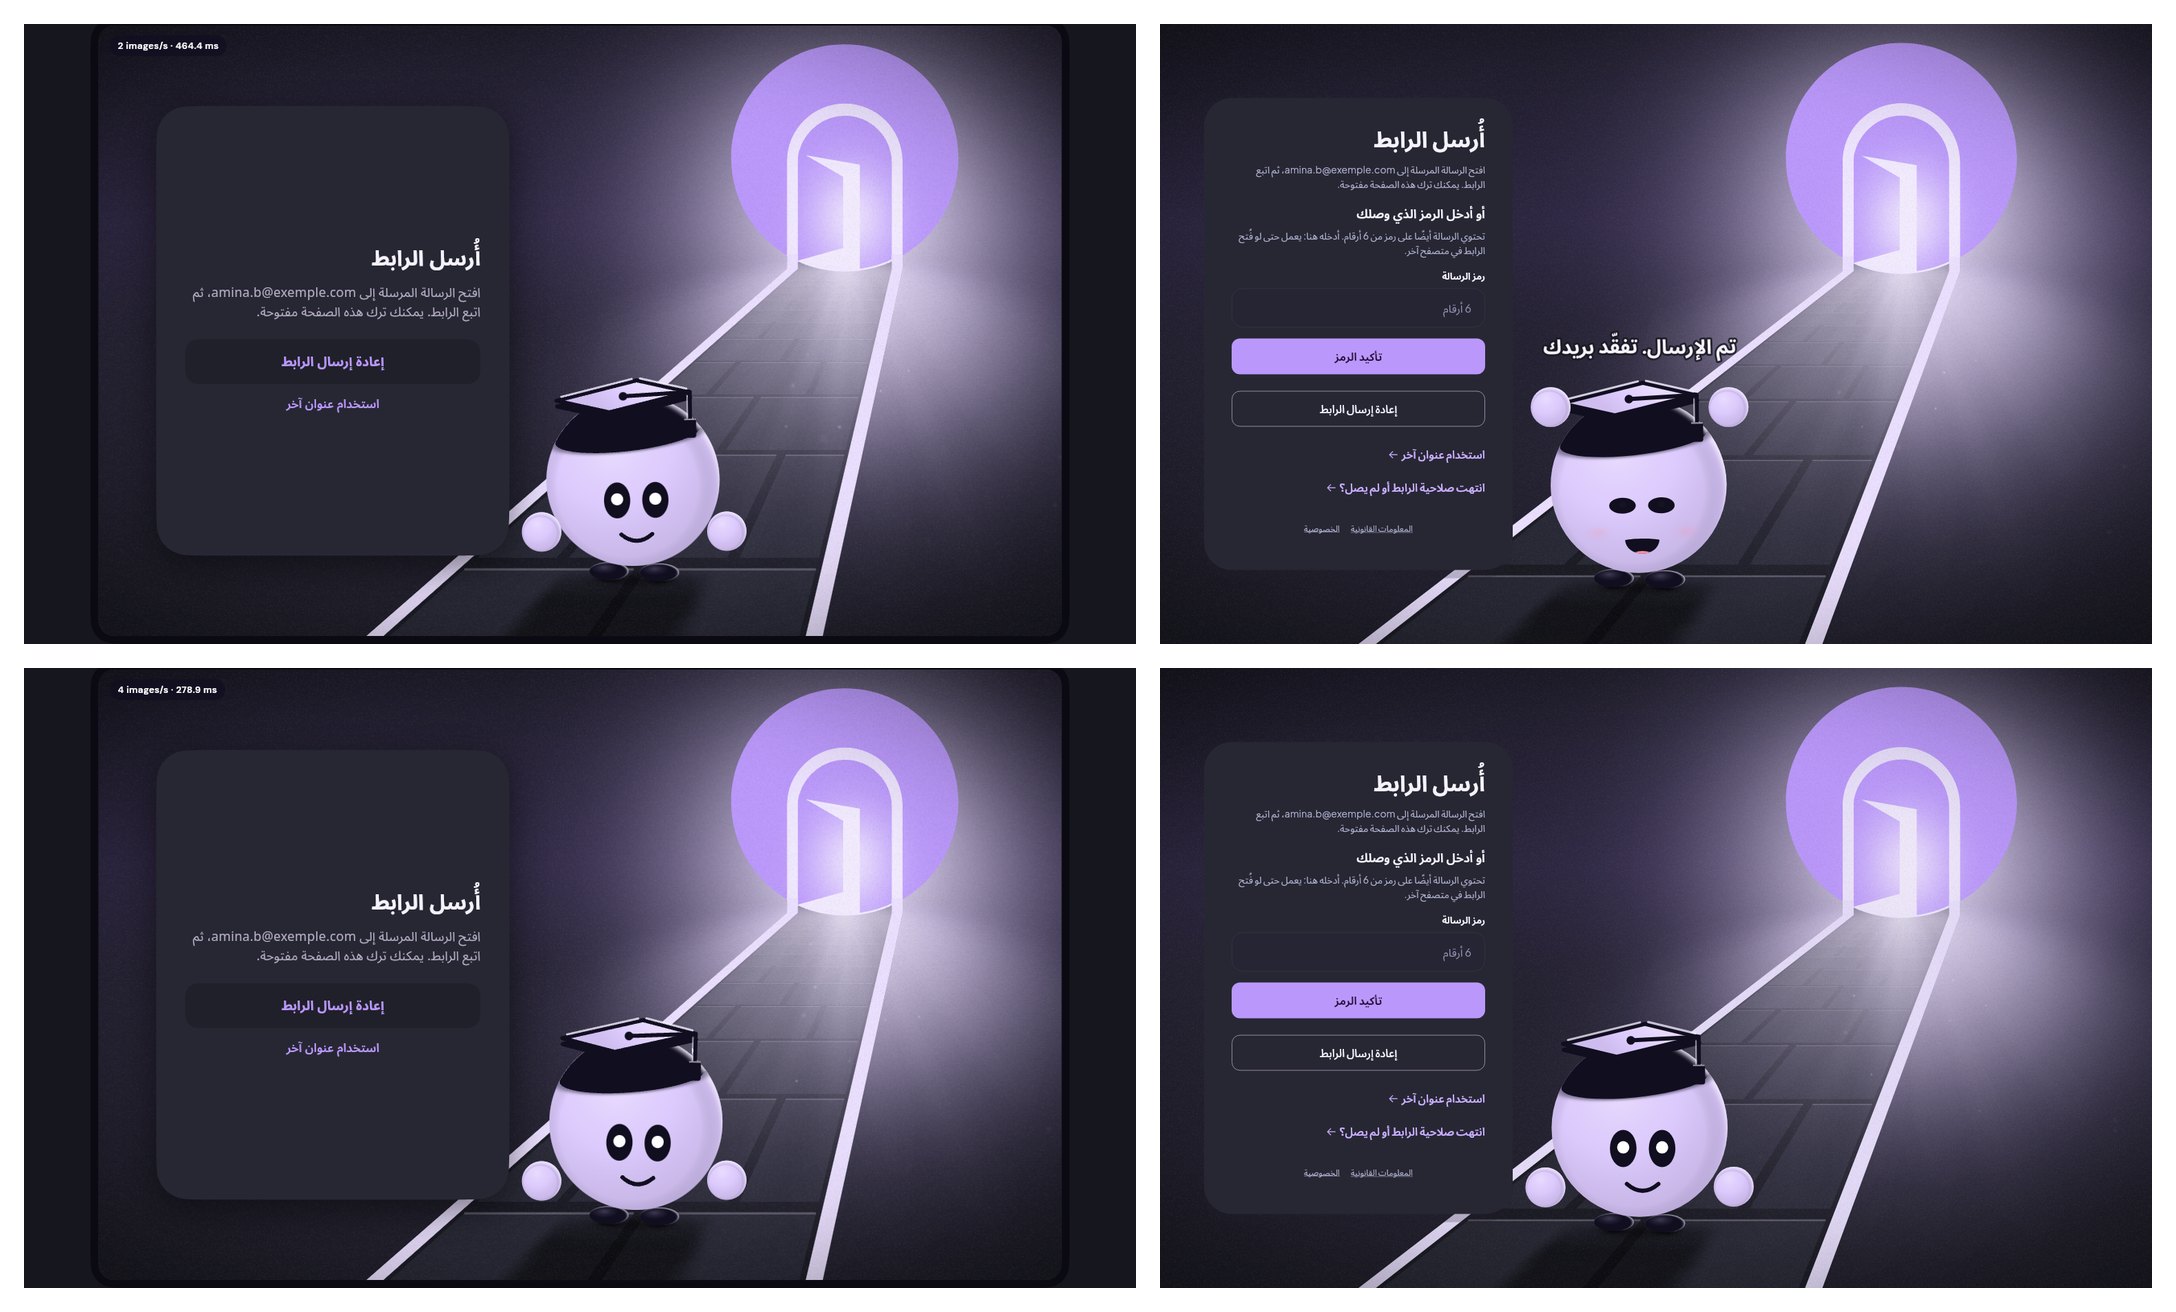 2 images/s · 464.4 ms
أُرسل الرابط
افتح الرسالة المرسلة إلى amina.b@exemple.com، ثم
اتبع الرابط. يمكنك ترك هذه الصفحة مفتوحة.
إعادة إرسال الرابط
استخدام عنوان آخر
أُرسل الرابط
افتح الرسالة المرسلة إلى amina.b@exemple.com، ثم اتبع
الرابط. يمكنك ترك هذه الصفحة مفتوحة.
أو أدخل الرمز الذي وصلك
تحتوي الرسالة أيضًا على رمز من 6 أرقام. أدخله هنا: يعمل حتى لو فُتح
الرابط في متصفح آخر.
رمز الرسالة
6 أرقام
تأكيد الرمز
إعادة إرسال الرابط
استخدام عنوان آخر ←
انتهت صلاحية الرابط أو لم يصل؟ ←
المعلومات القانونية الخصوصية
تم الإرسال. تفقّد بريدك
4 images/s · 278.9 ms
أُرسل الرابط
افتح الرسالة المرسلة إلى amina.b@exemple.com، ثم
اتبع الرابط. يمكنك ترك هذه الصفحة مفتوحة.
إعادة إرسال الرابط
استخدام عنوان آخر
أُرسل الرابط
افتح الرسالة المرسلة إلى amina.b@exemple.com، ثم اتبع
الرابط. يمكنك ترك هذه الصفحة مفتوحة.
أو أدخل الرمز الذي وصلك
تحتوي الرسالة أيضًا على رمز من 6 أرقام. أدخله هنا: يعمل حتى لو فُتح
الرابط في متصفح آخر.
رمز الرسالة
6 أرقام
تأكيد الرمز
إعادة إرسال الرابط
استخدام عنوان آخر ←
انتهت صلاحية الرابط أو لم يصل؟ ←
المعلومات القانونية الخصوصية